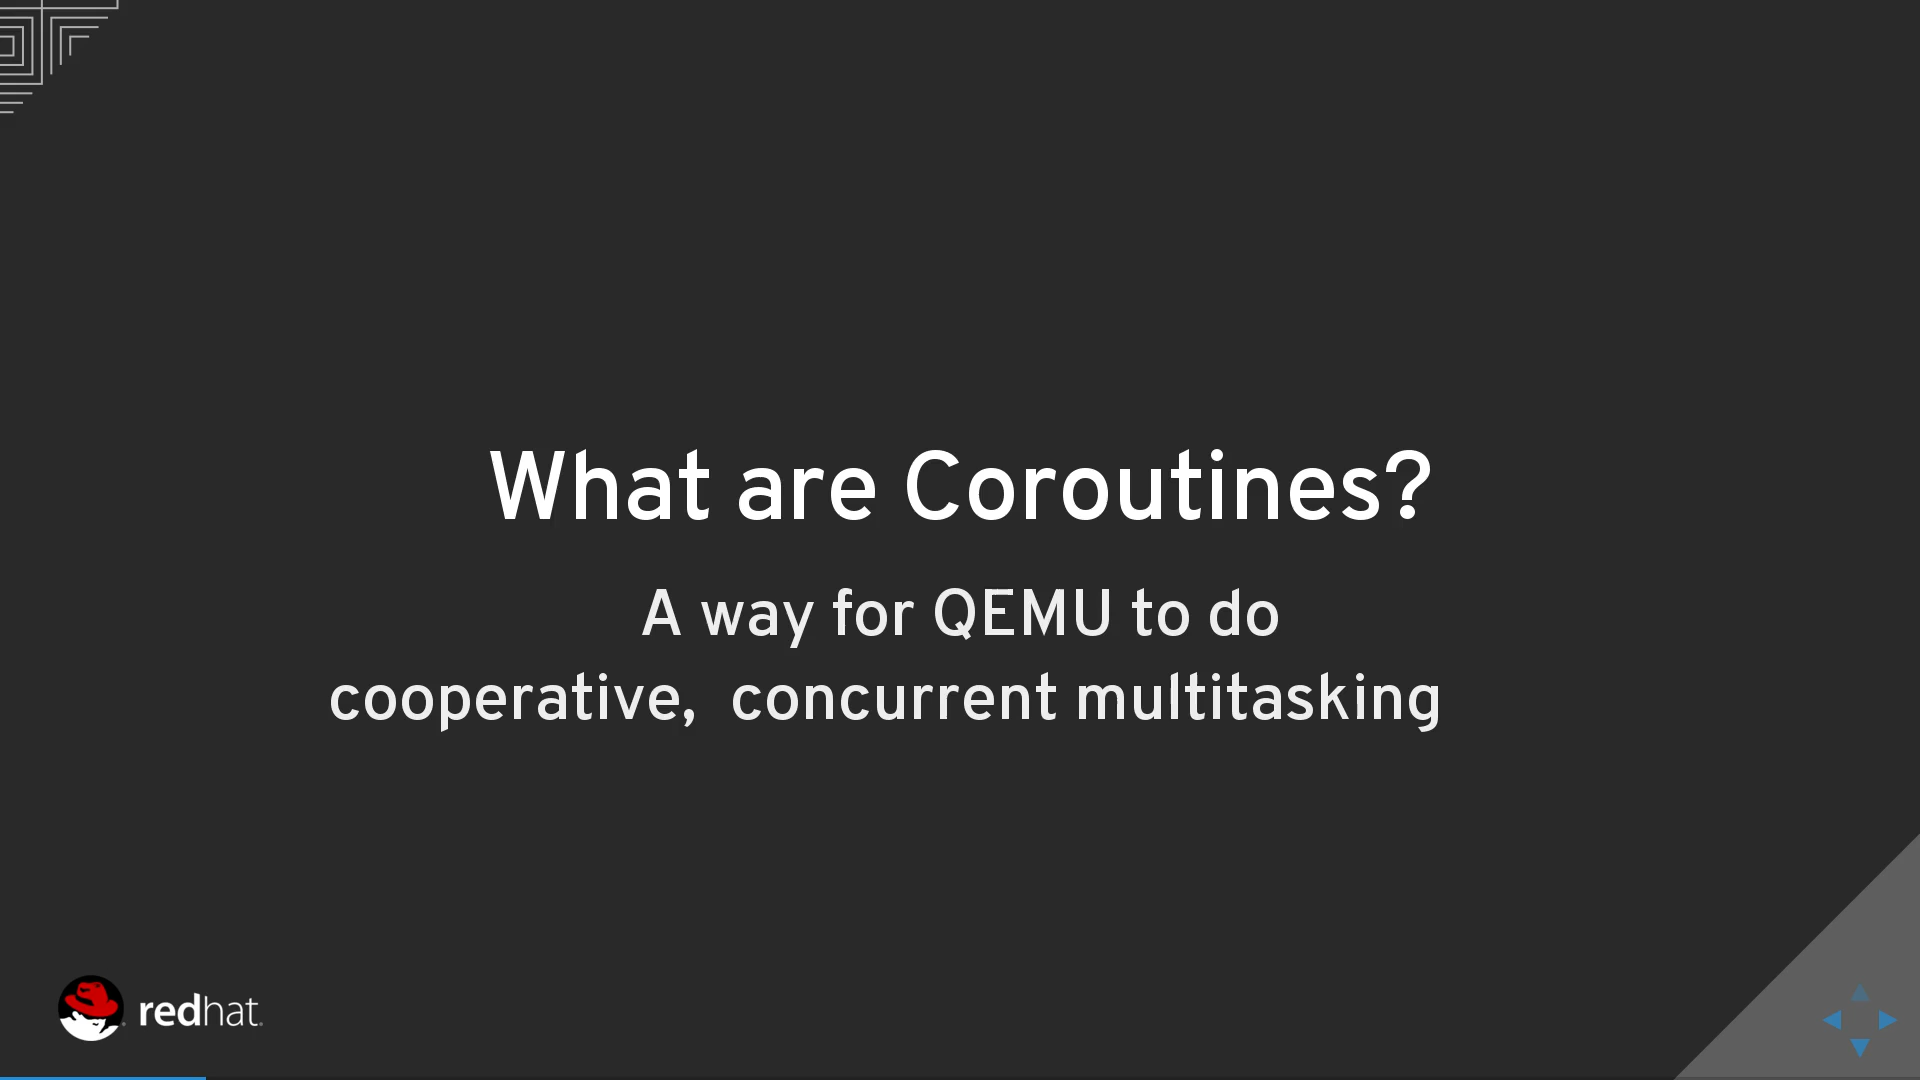 What are Coroutines?
A way for QEMU to do
cooperative, concurrent multitasking
redhat.